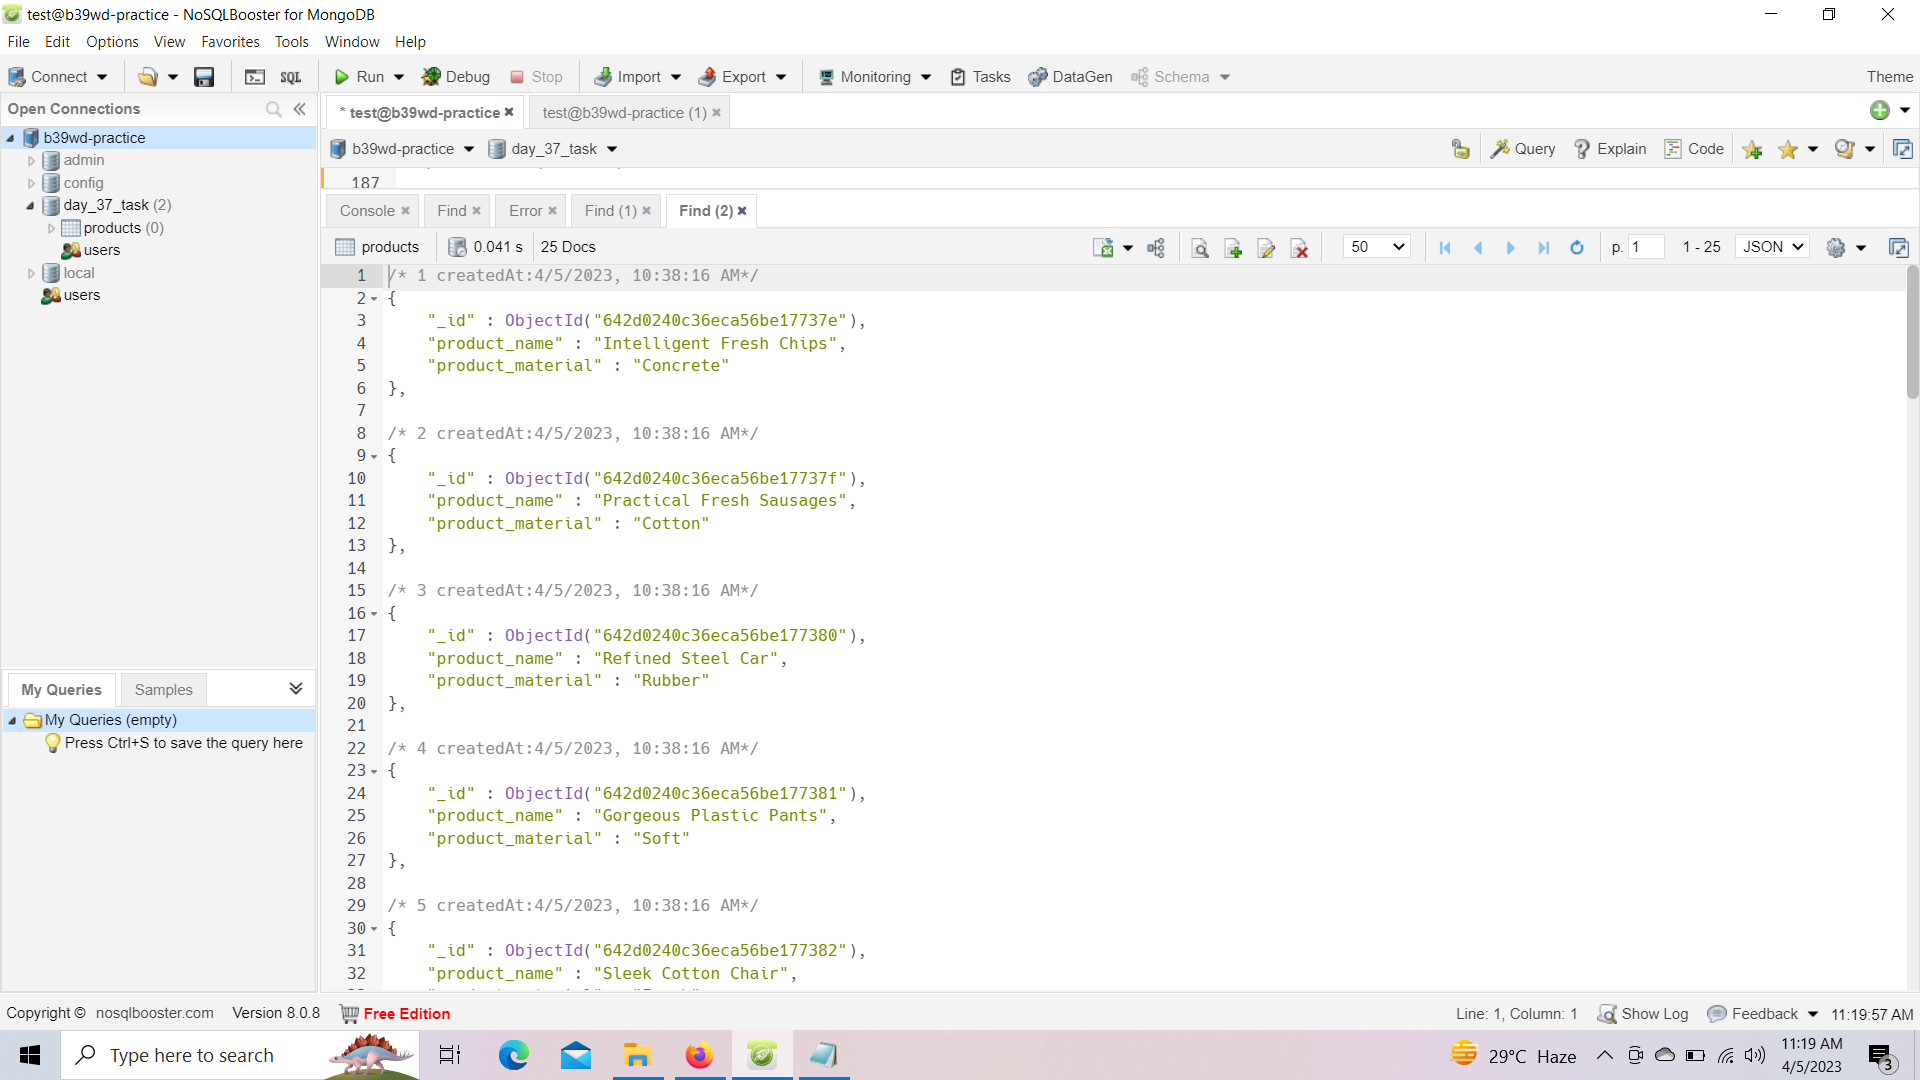 test@b39wd-practice - NoSQLBooster for MongoDB
File Edit Options View Favorites Tools Window Help
Connect SQL Run Debug Stop Import Export Monitoring Tasks DataGen Schema Theme
Open Connections
b39wd-practice
admin
config
day_37_task (2)
products (0)
users
local
users
My Queries Samples
My Queries (empty)
Press Ctrl+S to save the query here
* test@b39wd-practice test@b39wd-practice (1)
b39wd-practice day_37_task Query Explain Code
187
Console Find Error Find (1) Find (2)
products 0.041 s 25 Docs 50 p. 1 1 - 25 JSON
1 /* 1 createdAt:4/5/2023, 10:38:16 AM*/
2 {
3 "_id" : ObjectId("642d0240c36eca56be17737e"),
4 "product_name" : "Intelligent Fresh Chips",
5 "product_material" : "Concrete"
6 },
7
8 /* 2 createdAt:4/5/2023, 10:38:16 AM*/
9 {
10 "_id" : ObjectId("642d0240c36eca56be17737f"),
11 "product_name" : "Practical Fresh Sausages",
12 "product_material" : "Cotton"
13 },
14
15 /* 3 createdAt:4/5/2023, 10:38:16 AM*/
16 {
17 "_id" : ObjectId("642d0240c36eca56be177380"),
18 "product_name" : "Refined Steel Car",
19 "product_material" : "Rubber"
20 },
21
22 /* 4 createdAt:4/5/2023, 10:38:16 AM*/
23 {
24 "_id" : ObjectId("642d0240c36eca56be177381"),
25 "product_name" : "Gorgeous Plastic Pants",
26 "product_material" : "Soft"
27 },
28
29 /* 5 createdAt:4/5/2023, 10:38:16 AM*/
30 {
31 "_id" : ObjectId("642d0240c36eca56be177382"),
32 "product_name" : "Sleek Cotton Chair",
Copyright © nosqlbooster.com Version 8.0.8 Free Edition Line: 1, Column: 1 Show Log Feedback 11:19:57 AM
Type here to search 29°C Haze 11:19 AM
4/5/2023 3